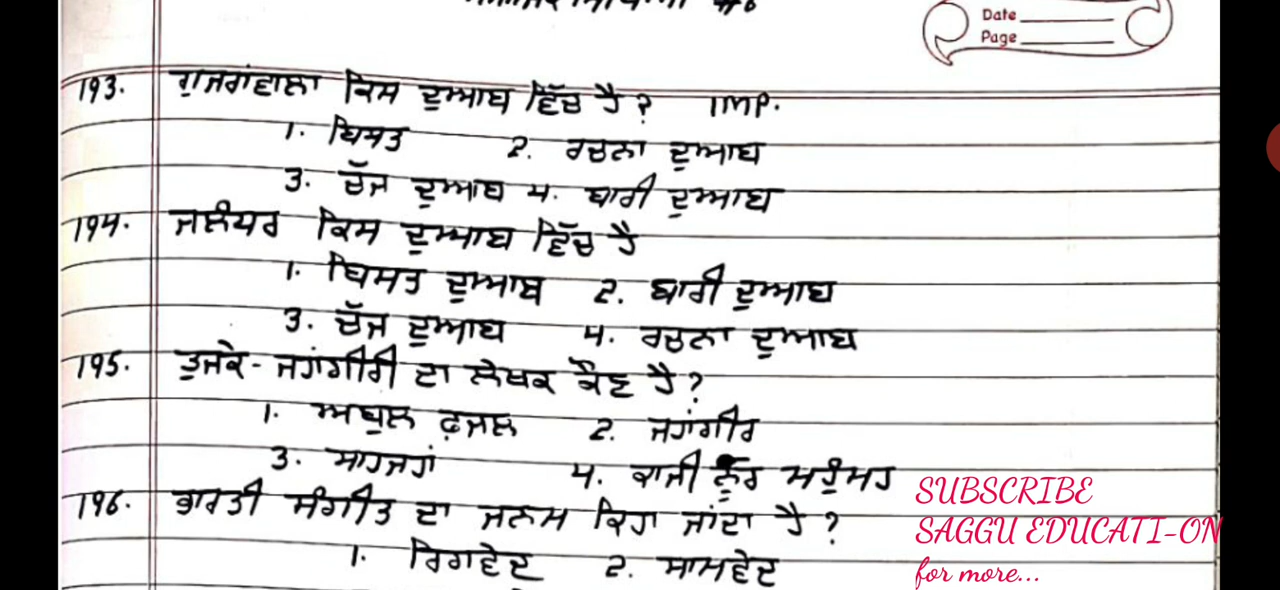 Date
Page
193. ਗੁਜਰਾਂਵਾਲਾ ਕਿਸ ਦੁਆਬ ਵਿੱਚ ਹੈ? IMP.
1. ਬਿਸਤ 2. ਰਚਨਾ ਦੁਆਬ
3. ਚੱਜ ਦੁਆਬ 4. ਬਾਰੀ ਦੁਆਬ
194. ਜਲੰਧਰ ਕਿਸ ਦੁਆਬ ਵਿੱਚ ਹੈ
1. ਬਿਸਤ ਦੁਆਬ 2. ਬਾਰੀ ਦੁਆਬ
3. ਚੱਜ ਦੁਆਬ 4. ਰਚਨਾ ਦੁਆਬ
195. ਤੁਜਕੇ-ਜਹਾਂਗੀਰੀ ਦਾ ਲੇਖਕ ਕੌਣ ਹੈ?
1. ਅਬੁਲ ਫ਼ਜਲ 2. ਜਹਾਂਗੀਰ
3. ਸਾਹਜਹਾਂ 4. ਕਾਜੀ ਨੂੰਰ
196. ਭਾਰਤੀ ਸੰਗੀਤ ਦਾ ਜਨਮ ਕਿਹਾ ਜਾਂਦਾ ਹੈ?
1. ਰਿਗਵੇਦ 2. ਸਾਮਵੇਦ
SUBSCRIBE
SAGGU EDUCATI-ON
for more...